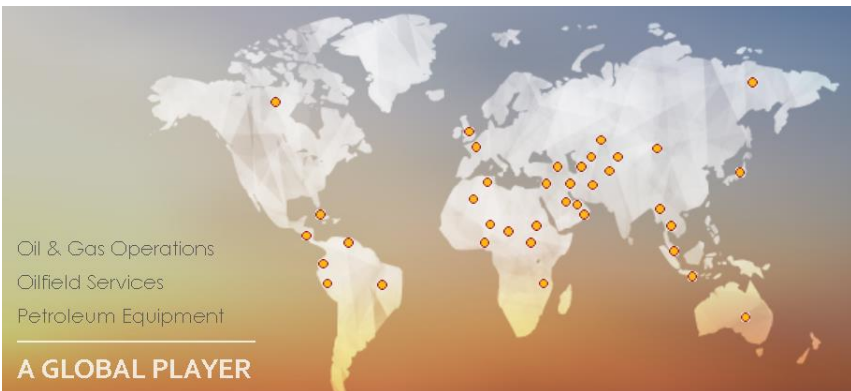 Oil & Gas Operations
Oilfield Services
Petroleum Equipment
A GLOBAL PLAYER